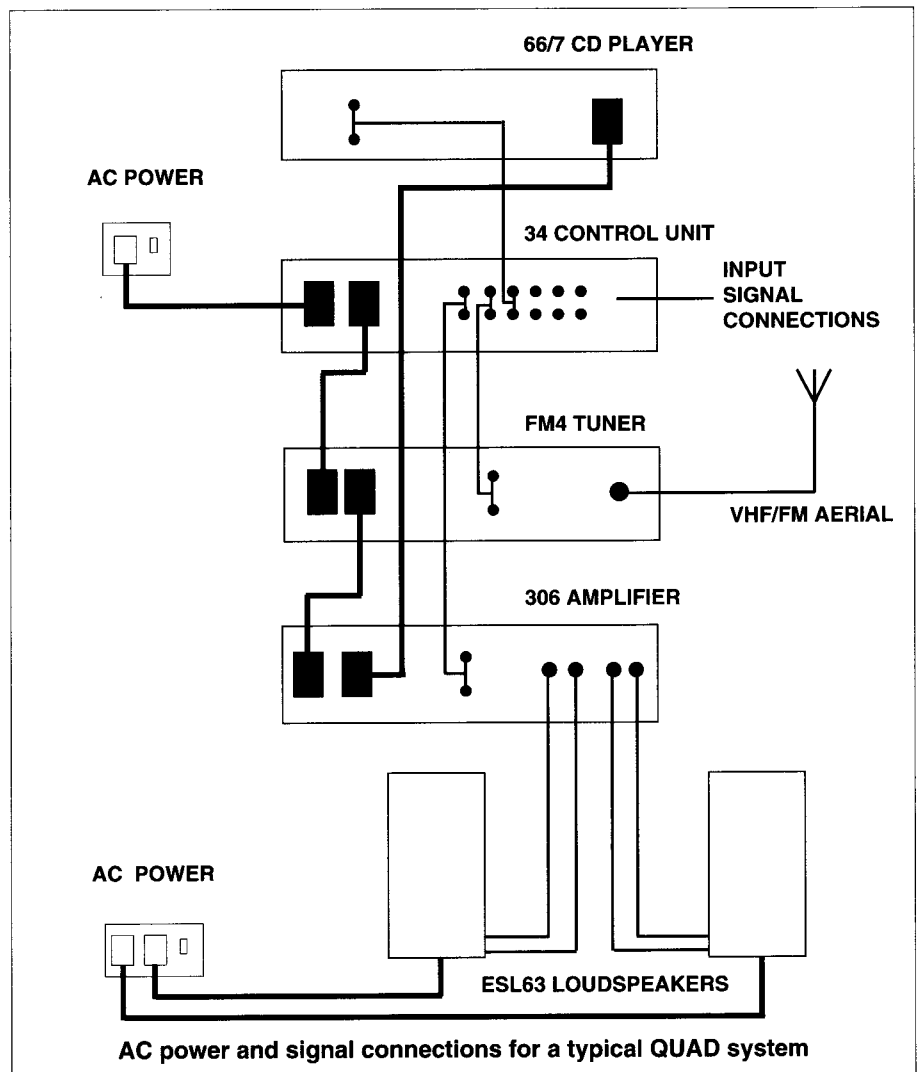 66/7 CD PLAYER
AC POWER
34 CONTROL UNIT
INPUT
SIGNAL
CONNECTIONS
FM4 TUNER
VHF/FM AERIAL
306 AMPLIFIER
AC POWER
ESL63 LOUDSPEAKERS
AC power and signal connections for a typical QUAD system